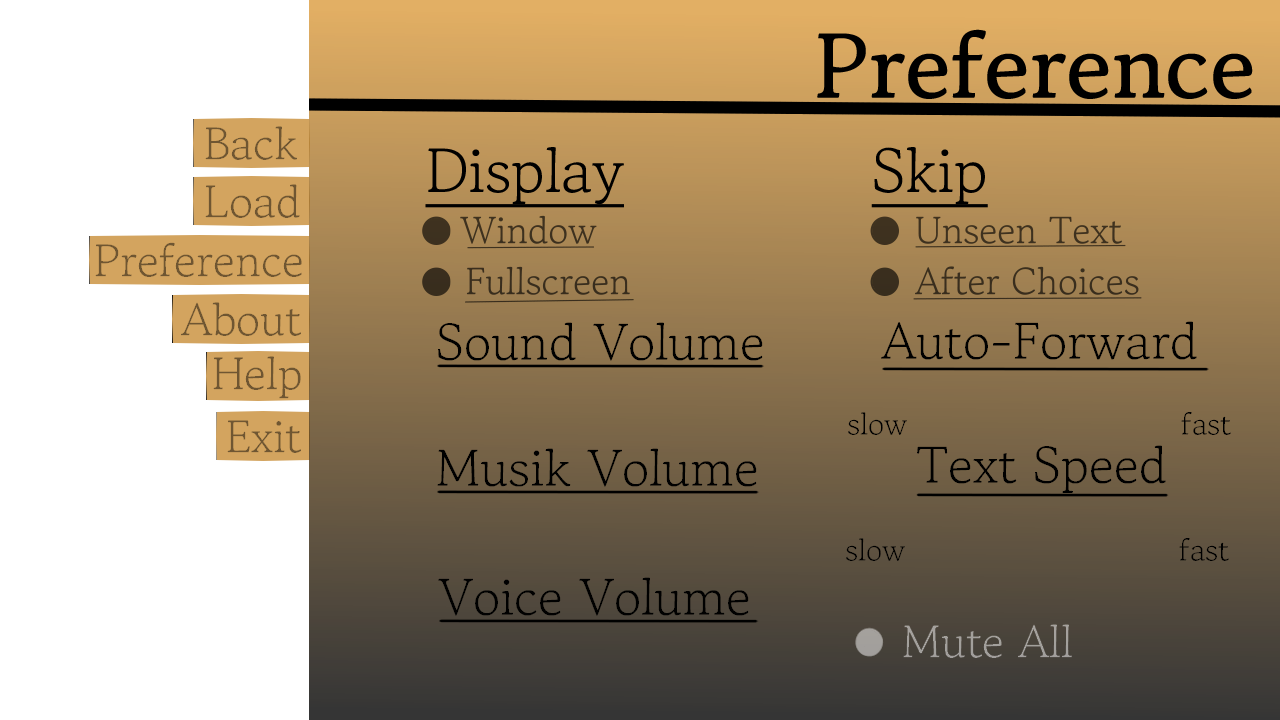 Preference
Back
Load
Preference
About
Help
Exit
Display
Window
Fullscreen
Sound Volume
Musik Volume
Voice Volume
Skip
Unseen Text
After Choices
Auto-Forward
slow fast
Text Speed
slow fast
Mute All